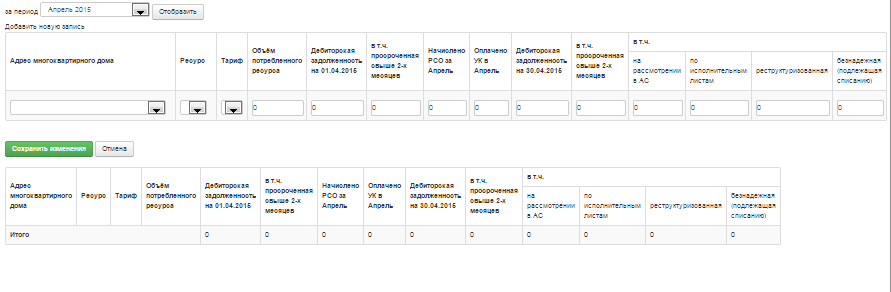 за период Апрель 2015 Отобразить
Добавить новую запись
Адрес многоквартирного дома Ресурс Тариф Объём потребленного ресурса Дебиторская задолженность на 01.04.2015 в т.ч. просроченная свыше 2-х месяцев Начислено РСО за Апрель Оплачено УК в Апрель Дебиторская задолженность на 30.04.2015 в т.ч. просроченная свыше 2-х месяцев в т.ч.
на рассмотрении в АС по исполнительным листам реструктуризованная безнадежная (подлежащая списанию)
0 0 0 0 0 0 0 0 0 0 0
Сохранить изменения Отмена
Адрес многоквартирного дома Ресурс Тариф Объём потребленного ресурса Дебиторская задолженность на 01.04.2015 в т.ч. просроченная свыше 2-х месяцев Начислено РСО за Апрель Оплачено УК в Апрель Дебиторская задолженность на 30.04.2015 в т.ч. просроченная свыше 2-х месяцев в т.ч.
на рассмотрении в АС по исполнительным листам реструктуризованная безнадежная (подлежащая списанию)
Итого 0 0 0 0 0 0 0 0 0 0